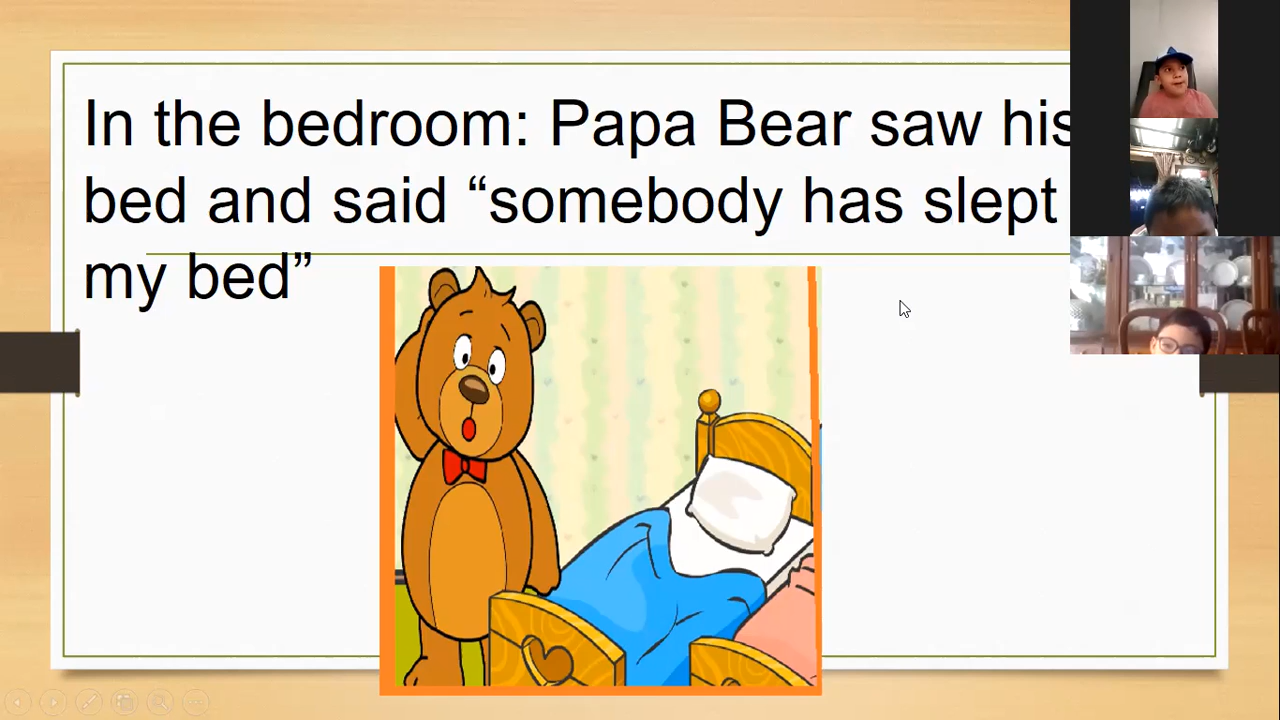 In the bedroom: Papa Bear saw his
bed and said “somebody has slept
my bed”